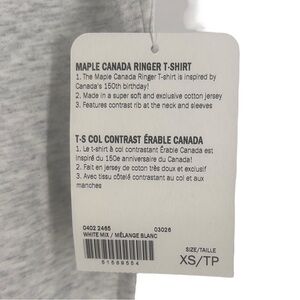 MAPLE CANADA RINGER T-SHIRT
1. The Maple Canada Ringer T-shirt is inspired by
Canada's 150th birthday!
2. Made in a super soft and exclusive cotton jersey
3. Features contrast rib at the neck and sleeves
T-S COL CONTRAST ÉRABLE CANADA
1. Le t-shirt à col contrastant Érable Canada est
inspiré du 150e anniversaire du Canada!
2. Fait en jersey de coton très doux et exclusif
3. Avec tissu côtelé contrastant au col et aux
manches
0402 2465 03026
WHITE MIX / MÉLANGE BLANC
SIZE/TAILLE
XS/TP
51589554